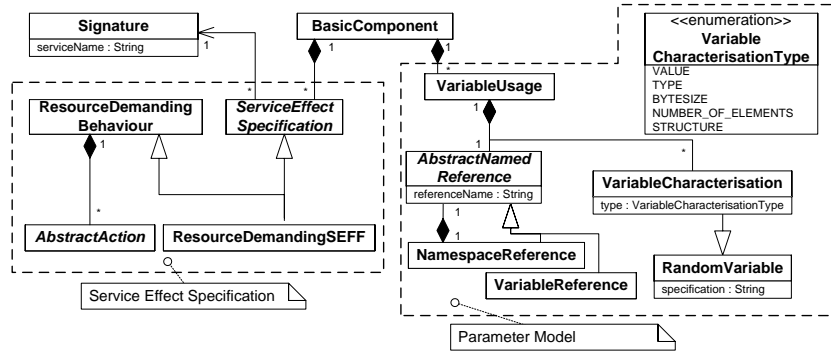 Signature
serviceName : String
1
BasicComponent
1
1
<<enumeration>>
Variable
CharacterisationType
VALUE
TYPE
BYTESIZE
NUMBER_OF_ELEMENTS
STRUCTURE
*
*
ResourceDemanding
Behaviour
1
ServiceEffect
Specification
VariableUsage
1
1
*
AbstractNamed
Reference
referenceName : String
1
1
VariableCharacterisation
type : VariableCharacterisationType
*
AbstractAction
ResourceDemandingSEFF
NamespaceReference
VariableReference
RandomVariable
specification : String
Service Effect Specification
Parameter Model